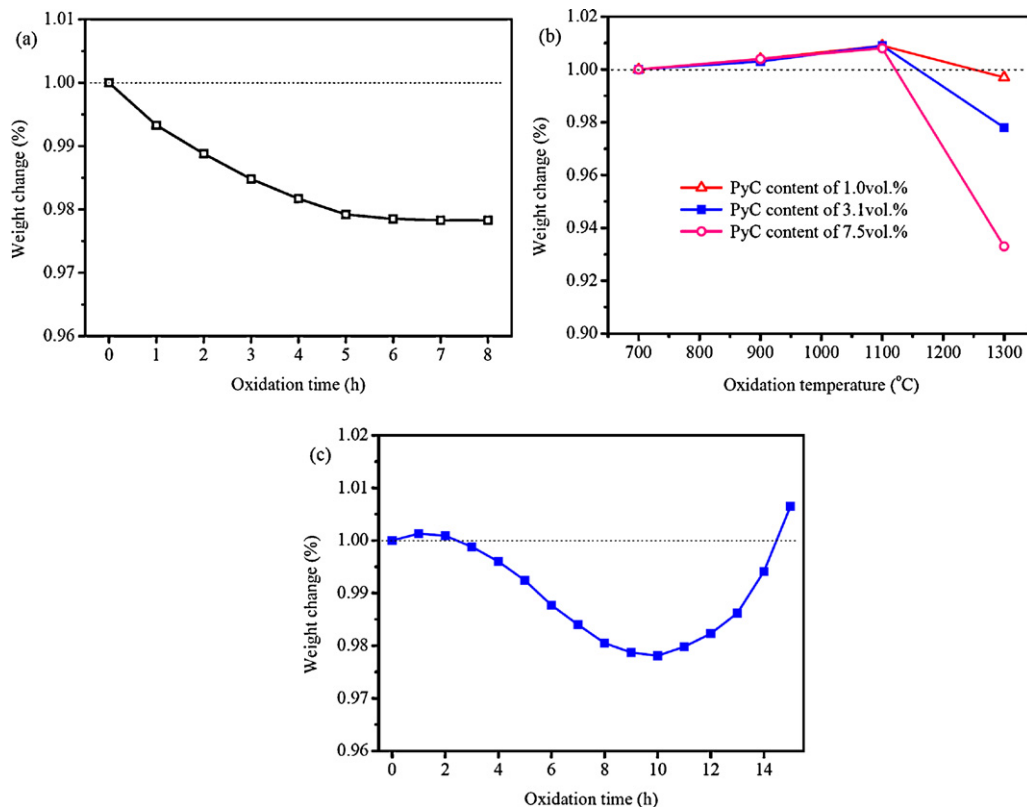 (a)
Weight change (%)
1.01
1.00
0.99
0.98
0.97
0.96
0 1 2 3 4 5 6 7 8
Oxidation time (h)
(b)
Weight change (%)
1.02
1.00
0.98
0.96
0.94
0.92
0.90
PyC content of 1.0vol.%
PyC content of 3.1vol.%
PyC content of 7.5vol.%
700 800 900 1000 1100 1200 1300
Oxidation temperature (°C)
(c)
Weight change (%)
1.02
1.01
1.00
0.99
0.98
0.97
0.96
0 2 4 6 8 10 12 14
Oxidation time (h)